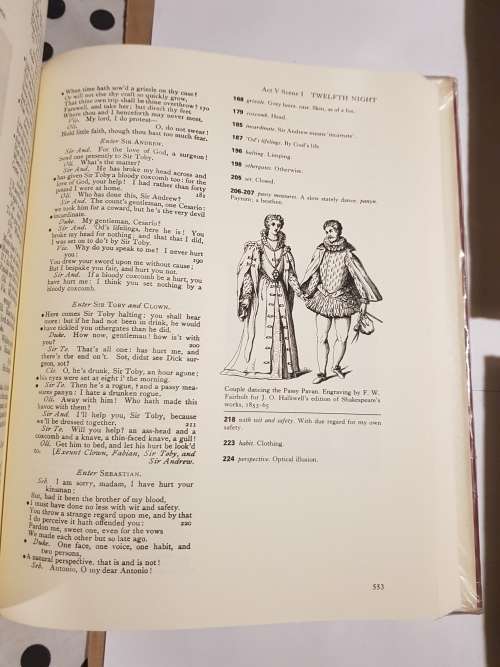 Act V Scene I TWELFTH NIGHT
• When time hath sow'd a grizzle on thy case!
Or will not else thy craft so quickly grow,
That thine own trip shall be thine overthrow? 170
Farewell, and take her; but direct thy feet
Where thou and I henceforth may never meet.
Vio. My lord, I do protest—
Oli. O, do not swear!
Hold little faith, though thou hast too much fear.
Enter SIR ANDREW.
Sir And. For the love of God, a surgeon!
Send one presently to Sir Toby.
Oli. What's the matter?
Sir And. He has broke my head across and
• has given Sir Toby a bloody coxcomb too: for the
love of God, your help! I had rather than forty
pound I were at home. 181
Oli. Who has done this, Sir Andrew?
Sir And. The count's gentleman, one Cesario:
we took him for a coward, but he's the very devil
• incardinate.
Duke. My gentleman, Cesario?
• Sir And. 'Od's lifelings, here he is! You
broke my head for nothing; and that that I did,
I was set on to do't by Sir Toby.
Vio. Why do you speak to me? I never hurt
you: 190
You drew your sword upon me without cause;
But I bespake you fair, and hurt you not.
Sir And. If a bloody coxcomb be a hurt, you
have hurt me: I think you set nothing by a
bloody coxcomb.
Enter SIR TOBY and CLOWN.
• Here comes Sir Toby halting; you shall hear
more: but if he had not been in drink, he would
• have tickled you othergates than he did.
Duke. How now, gentleman! how is't with
you? 200
Sir To. That's all one: has hurt me, and
there's the end on't. Sot, didst see Dick surgeon, sot?
Clo. O, he's drunk, Sir Toby, an hour agone;
• his eyes were set at eight i' the morning.
• Sir To. Then he's a rogue, † and a passy measures panyn: I hate a drunken rogue.
Oli. Away with him! Who hath made this
havoc with them?
Sir And. I'll help you, Sir Toby, because
we'll be dressed together. 211
Sir To. Will you help? an ass-head and a
coxcomb and a knave, a thin-faced knave, a gull!
Oli. Get him to bed, and let his hurt be look'd
to. [Exeunt Clown, Fabian, Sir Toby, and
Sir Andrew.
Enter SEBASTIAN.
Seb. I am sorry, madam, I have hurt your
kinsman;
But, had it been the brother of my blood,
• I must have done no less with wit and safety.
You throw a strange regard upon me, and by that
I do perceive it hath offended you: 220
Pardon me, sweet one, even for the vows
We made each other but so late ago.
• Duke. One face, one voice, one habit, and
two persons,
• A natural perspective, that is and is not!
Seb. Antonio, O my dear Antonio!
168 grizzle. Grey hairs. case. Skin, as of a fox.
179 coxcomb. Head.
185 incardinate. Sir Andrew means 'incarnate'.
187 'Od's lifelings. By God's life.
196 halting. Limping.
198 othergates. Otherwise.
205 set. Closed.
206-207 passy measures. A slow stately dance. panyn.
Paynim; a heathen.
Couple dancing the Passy Pavan. Engraving by F. W.
Fairholt for J. O. Halliwell's edition of Shakespeare's
works, 1853-65
218 with wit and safety. With due regard for my own
safety.
223 habit. Clothing.
224 perspective. Optical illusion.
553